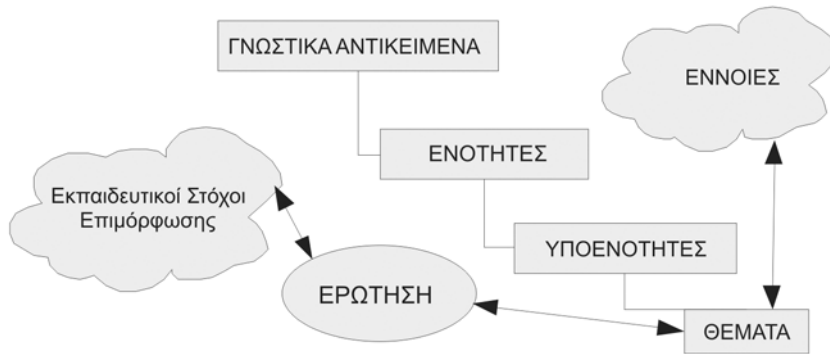 ΓΝΩΣΤΙΚΑ ΑΝΤΙΚΕΙΜΕΝΑ
ΕΝΝΟΙΕΣ
ΕΝΟΤΗΤΕΣ
Εκπαιδευτικοί Στόχοι
Επιμόρφωσης
ΥΠΟΕΝΟΤΗΤΕΣ
ΕΡΩΤΗΣΗ
ΘΕΜΑΤΑ